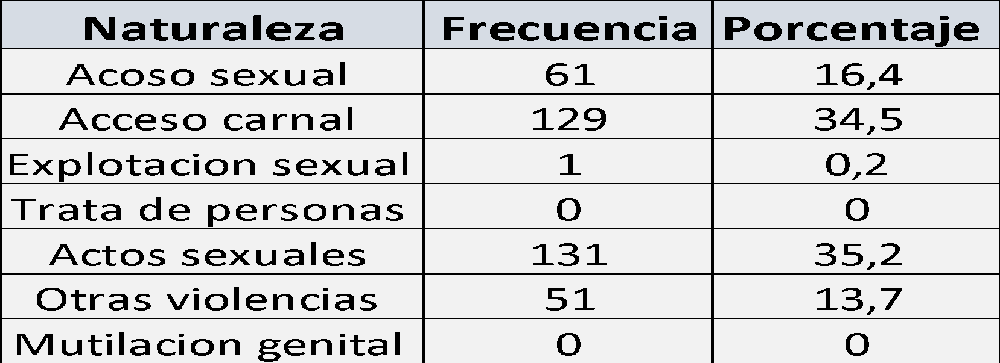 Naturaleza Frecuencia Porcentaje
Acoso sexual 61 16,4
Acceso carnal 129 34,5
Explotacion sexual 1 0,2
Trata de personas 0 0
Actos sexuales 131 35,2
Otras violencias 51 13,7
Mutilacion genital 0 0